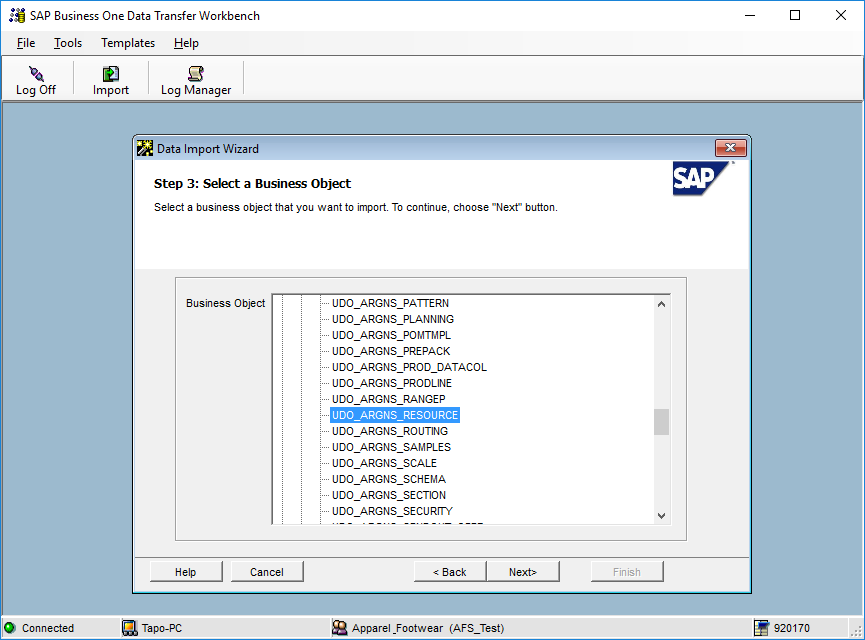 SAP Business One Data Transfer Workbench
File Tools Templates Help
Log Off Import Log Manager
Data Import Wizard
Step 3: Select a Business Object
SAP
Select a business object that you want to import. To continue, choose "Next" button.
Business Object
UDO_ARGNS_PATTERN
UDO_ARGNS_PLANNING
UDO_ARGNS_POMTMPL
UDO_ARGNS_PREPACK
UDO_ARGNS_PROD_DATACOL
UDO_ARGNS_PRODLINE
UDO_ARGNS_RANGEP
UDO_ARGNS_RESOURCE
UDO_ARGNS_ROUTING
UDO_ARGNS_SAMPLES
UDO_ARGNS_SCALE
UDO_ARGNS_SCHEMA
UDO_ARGNS_SECTION
UDO_ARGNS_SECURITY
Help Cancel < Back Next> Finish
Connected Tapo-PC Apparel_Footwear (AFS_Test) 920170